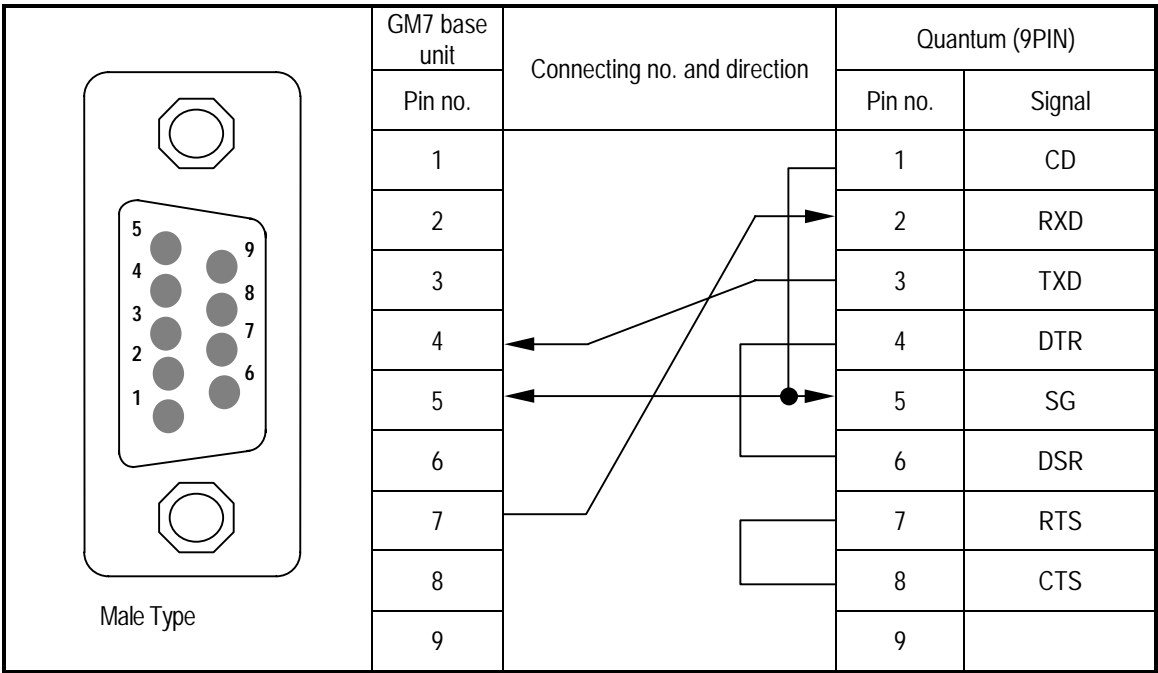 GM7 base
unit
Connecting no. and direction
Quantum (9PIN)
Pin no.
Pin no.
Signal
1
1
CD
2
2
RXD
3
3
TXD
4
4
DTR
5
5
SG
6
6
DSR
7
7
RTS
8
8
CTS
9
9
5
9
4
8
3
7
2
6
1
Male Type